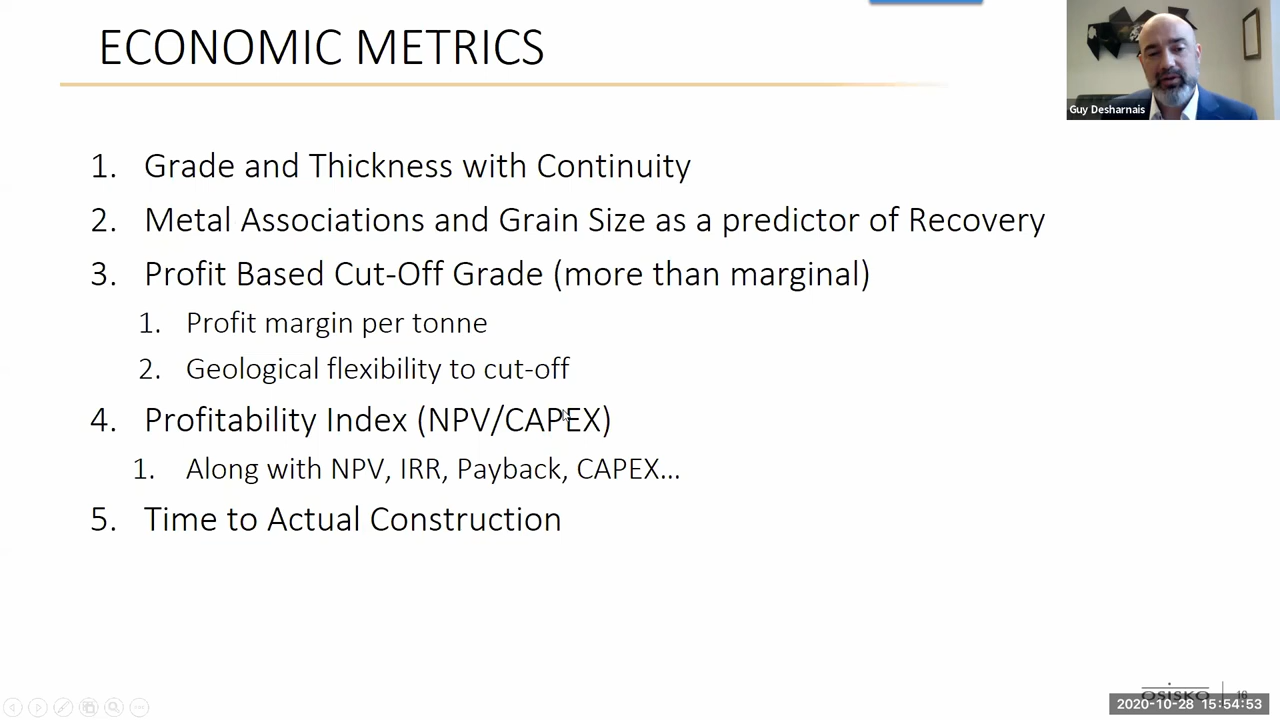 ECONOMIC METRICS
Guy Desharnais
1. Grade and Thickness with Continuity
2. Metal Associations and Grain Size as a predictor of Recovery
3. Profit Based Cut-Off Grade (more than marginal)
1. Profit margin per tonne
2. Geological flexibility to cut-off
4. Profitability Index (NPV/CAPEX)
1. Along with NPV, IRR, Payback, CAPEX...
5. Time to Actual Construction
OSISKO 16
2020-10-28 15:54:53